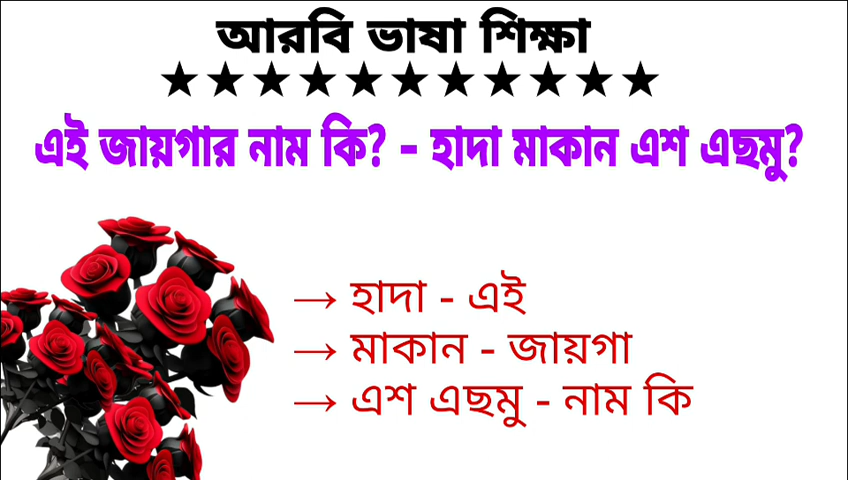 আরবি ভাষা শিক্ষা
★★★★★★★★★★★
এই জায়গার নাম কি? - হাদা মাকান এশ এছমু?
→ হাদা - এই
→ মাকান - জায়গা
→ এশ এছমু - নাম কি